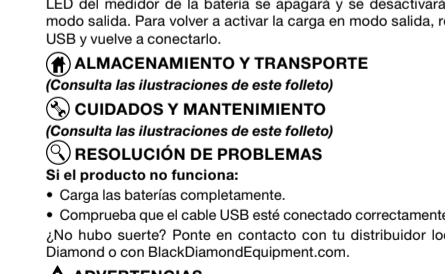 LED del medidor de la batería se apagará y se desactivará
modo salida. Para volver a activar la carga en modo salida,
USB y vuelve a conectarlo.
ALMACENAMIENTO Y TRANSPORTE
(Consulta las ilustraciones de este folleto)
CUIDADOS Y MANTENIMIENTO
(Consulta las ilustraciones de este folleto)
RESOLUCIÓN DE PROBLEMAS
Si el producto no funciona:
• Carga las baterías completamente.
• Comprueba que el cable USB esté conectado correctamente
¿No hubo suerte? Ponte en contacto con tu distribuidor
Diamond o con BlackDiamondEquipment.com.
ADVERTENCIAS